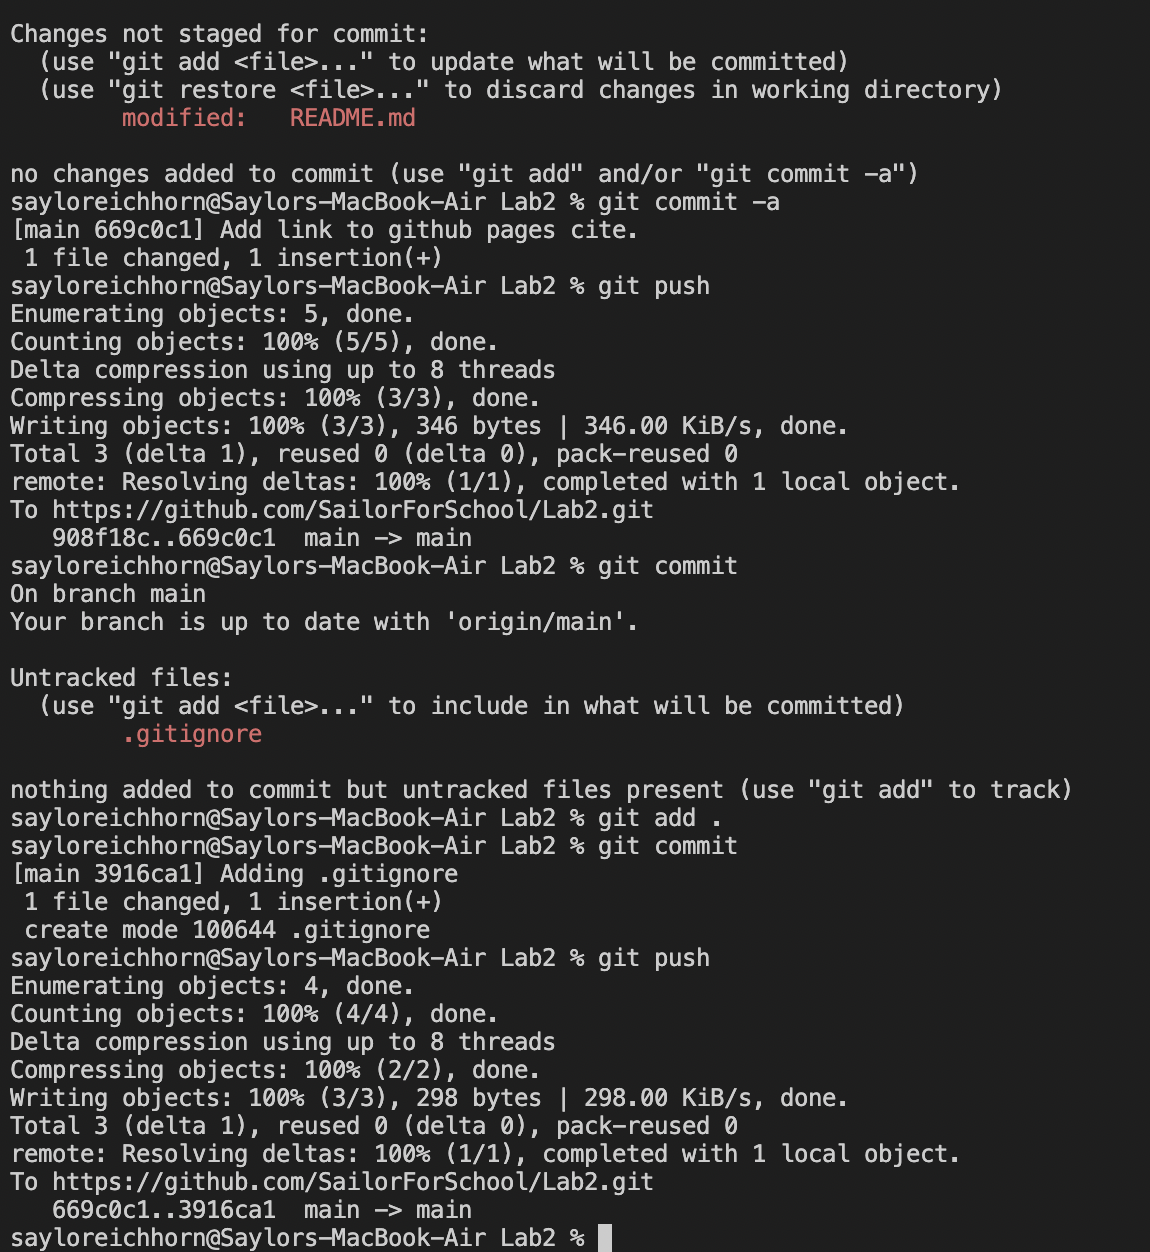 Changes not staged for commit:
  (use "git add <file>..." to update what will be committed)
  (use "git restore <file>..." to discard changes in working directory)
        modified:   README.md

no changes added to commit (use "git add" and/or "git commit -a")
sayloreichhorn@Saylors-MacBook-Air Lab2 % git commit -a
[main 669c0c1] Add link to github pages cite.
 1 file changed, 1 insertion(+)
sayloreichhorn@Saylors-MacBook-Air Lab2 % git push
Enumerating objects: 5, done.
Counting objects: 100% (5/5), done.
Delta compression using up to 8 threads
Compressing objects: 100% (3/3), done.
Writing objects: 100% (3/3), 346 bytes | 346.00 KiB/s, done.
Total 3 (delta 1), reused 0 (delta 0), pack-reused 0
remote: Resolving deltas: 100% (1/1), completed with 1 local object.
To https://github.com/SailorForSchool/Lab2.git
   908f18c..669c0c1  main -> main
sayloreichhorn@Saylors-MacBook-Air Lab2 % git commit
On branch main
Your branch is up to date with 'origin/main'.

Untracked files:
  (use "git add <file>..." to include in what will be committed)
        .gitignore

nothing added to commit but untracked files present (use "git add" to track)
sayloreichhorn@Saylors-MacBook-Air Lab2 % git add .
sayloreichhorn@Saylors-MacBook-Air Lab2 % git commit
[main 3916ca1] Adding .gitignore
 1 file changed, 1 insertion(+)
 create mode 100644 .gitignore
sayloreichhorn@Saylors-MacBook-Air Lab2 % git push
Enumerating objects: 4, done.
Counting objects: 100% (4/4), done.
Delta compression using up to 8 threads
Compressing objects: 100% (2/2), done.
Writing objects: 100% (3/3), 298 bytes | 298.00 KiB/s, done.
Total 3 (delta 1), reused 0 (delta 0), pack-reused 0
remote: Resolving deltas: 100% (1/1), completed with 1 local object.
To https://github.com/SailorForSchool/Lab2.git
   669c0c1..3916ca1  main -> main
sayloreichhorn@Saylors-MacBook-Air Lab2 %